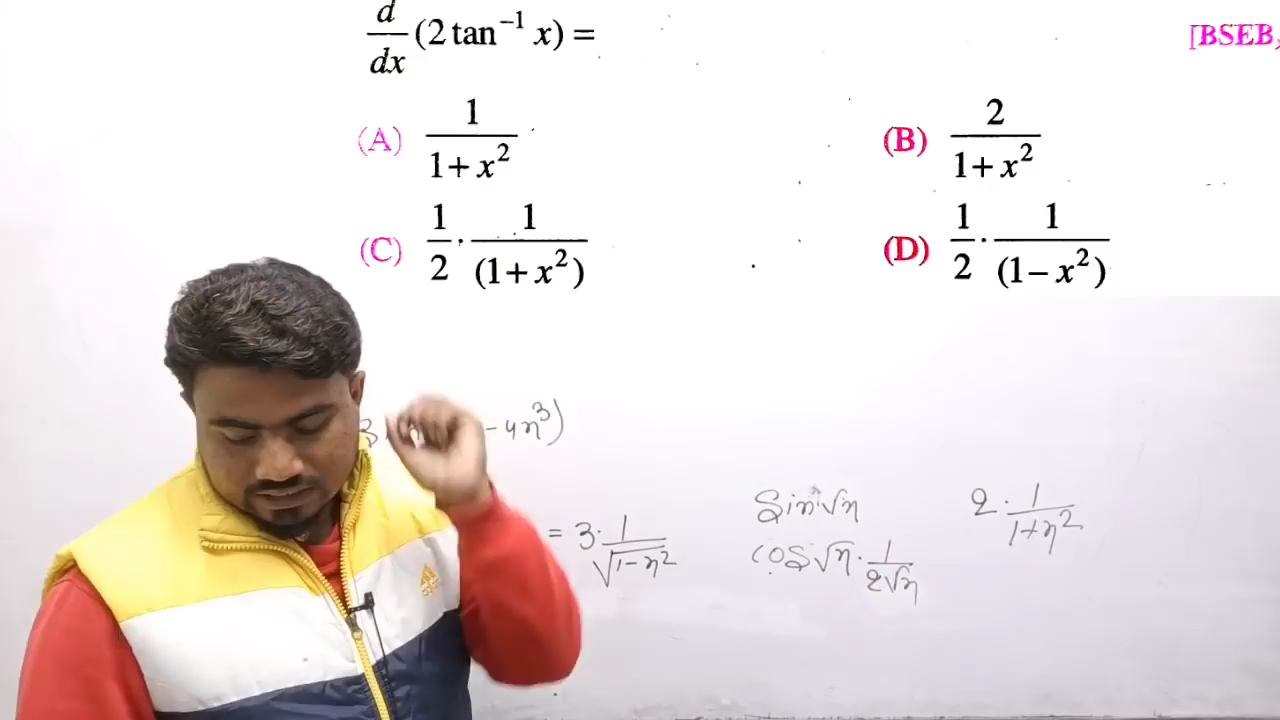 d/dx (2 tan⁻¹ x) =
[BSEB,
(A) 1/(1+x²)
(B) 2/(1+x²)
(C) 1/2 · 1/(1+x²)
(D) 1/2 · 1/(1−x²)
− 4x³)
= 3 · 1/√(1−x²)
sin √x
cos √x · 1/(2√x)
2 · 1/(1+x²)